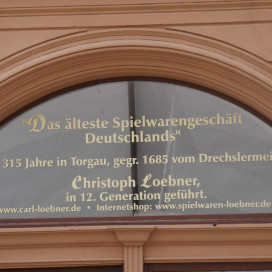 "Das älteste Spielwarengeschäft
Deutschlands"
315 Jahre in Torgau, gegr. 1685 vom Drechslermei
Christoph Loebner,
in 12. Generation geführt.
www.carl-loebner.de • Internetshop: www.spielwaren-loebner.de